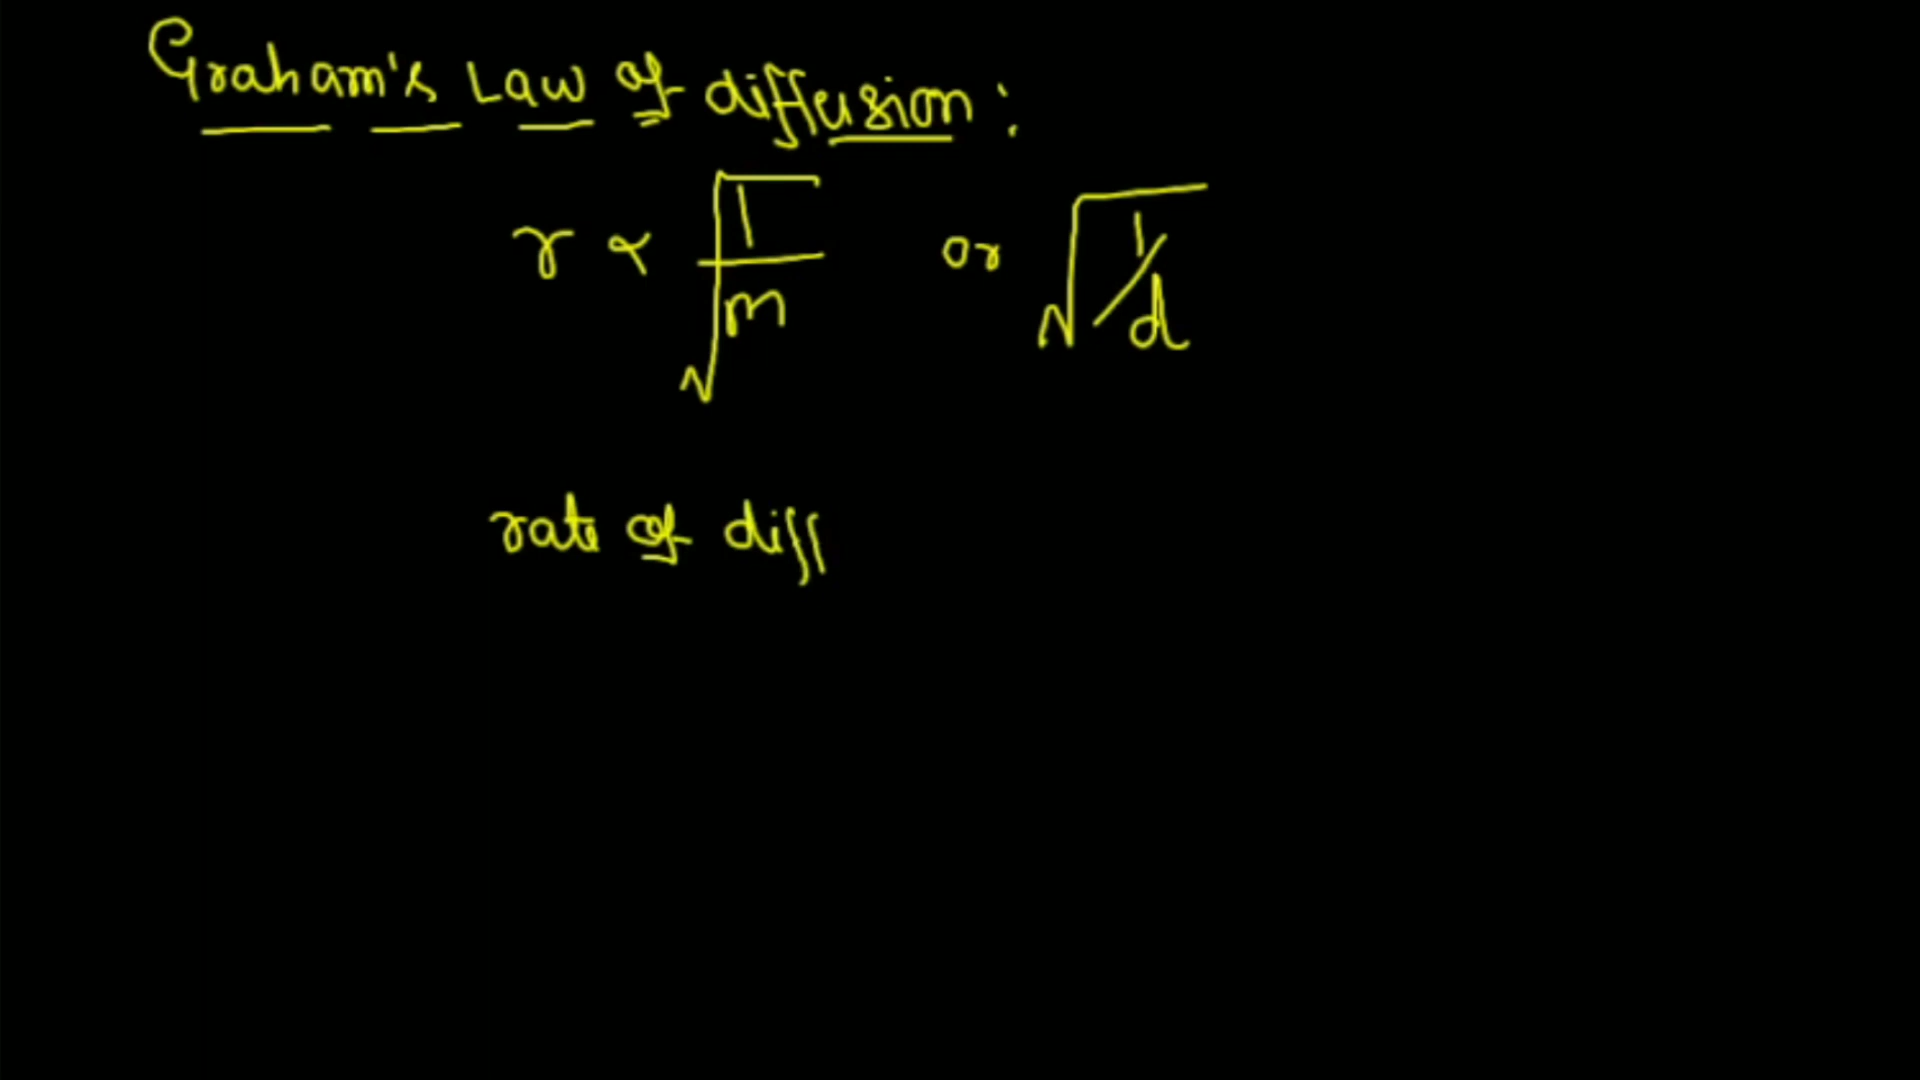 Graham's Law of diffusion:
r ∝ √(1/m) or √(1/d)
rate of diff